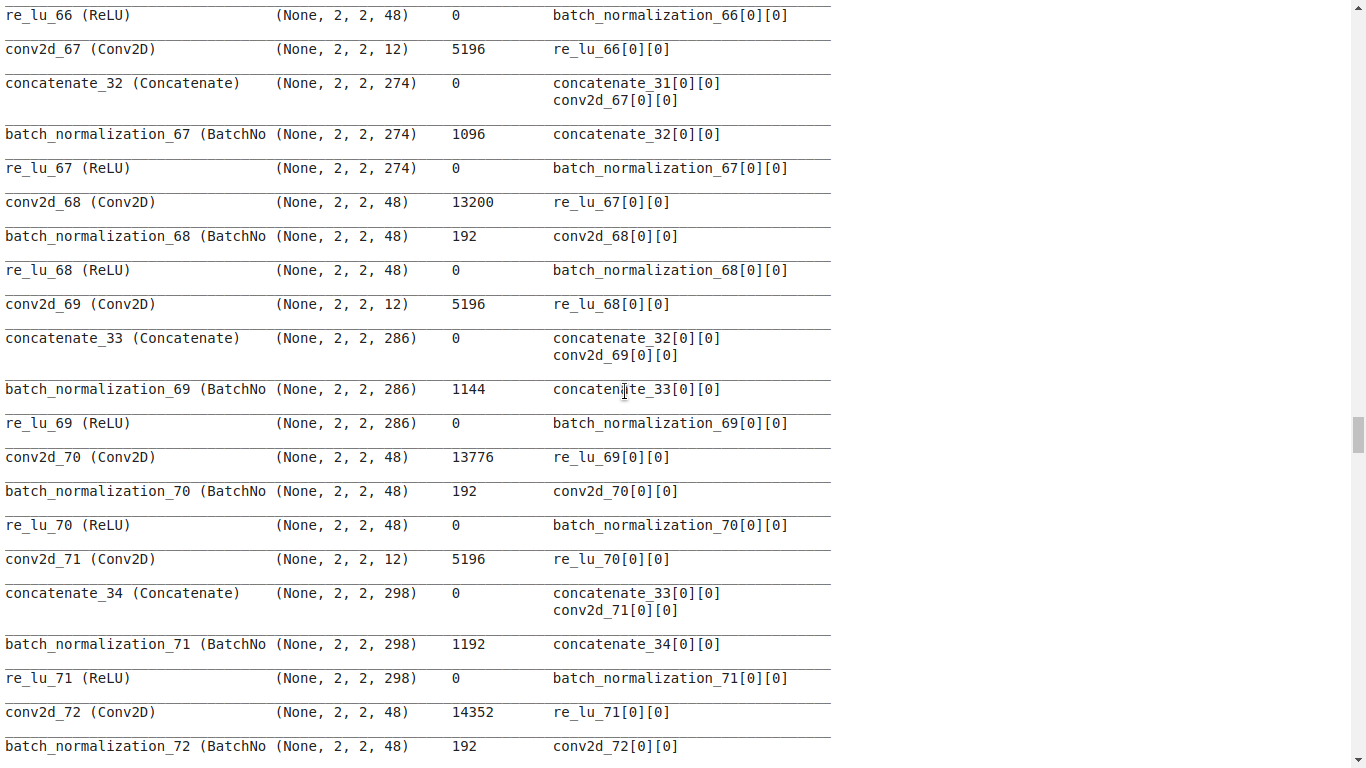 re_lu_66 (ReLU) (None, 2, 2, 48) 0 batch_normalization_66[0][0]
conv2d_67 (Conv2D) (None, 2, 2, 12) 5196 re_lu_66[0][0]
concatenate_32 (Concatenate) (None, 2, 2, 274) 0 concatenate_31[0][0]
conv2d_67[0][0]
batch_normalization_67 (BatchNo (None, 2, 2, 274) 1096 concatenate_32[0][0]
re_lu_67 (ReLU) (None, 2, 2, 274) 0 batch_normalization_67[0][0]
conv2d_68 (Conv2D) (None, 2, 2, 48) 13200 re_lu_67[0][0]
batch_normalization_68 (BatchNo (None, 2, 2, 48) 192 conv2d_68[0][0]
re_lu_68 (ReLU) (None, 2, 2, 48) 0 batch_normalization_68[0][0]
conv2d_69 (Conv2D) (None, 2, 2, 12) 5196 re_lu_68[0][0]
concatenate_33 (Concatenate) (None, 2, 2, 286) 0 concatenate_32[0][0]
conv2d_69[0][0]
batch_normalization_69 (BatchNo (None, 2, 2, 286) 1144 concatenate_33[0][0]
re_lu_69 (ReLU) (None, 2, 2, 286) 0 batch_normalization_69[0][0]
conv2d_70 (Conv2D) (None, 2, 2, 48) 13776 re_lu_69[0][0]
batch_normalization_70 (BatchNo (None, 2, 2, 48) 192 conv2d_70[0][0]
re_lu_70 (ReLU) (None, 2, 2, 48) 0 batch_normalization_70[0][0]
conv2d_71 (Conv2D) (None, 2, 2, 12) 5196 re_lu_70[0][0]
concatenate_34 (Concatenate) (None, 2, 2, 298) 0 concatenate_33[0][0]
conv2d_71[0][0]
batch_normalization_71 (BatchNo (None, 2, 2, 298) 1192 concatenate_34[0][0]
re_lu_71 (ReLU) (None, 2, 2, 298) 0 batch_normalization_71[0][0]
conv2d_72 (Conv2D) (None, 2, 2, 48) 14352 re_lu_71[0][0]
batch_normalization_72 (BatchNo (None, 2, 2, 48) 192 conv2d_72[0][0]